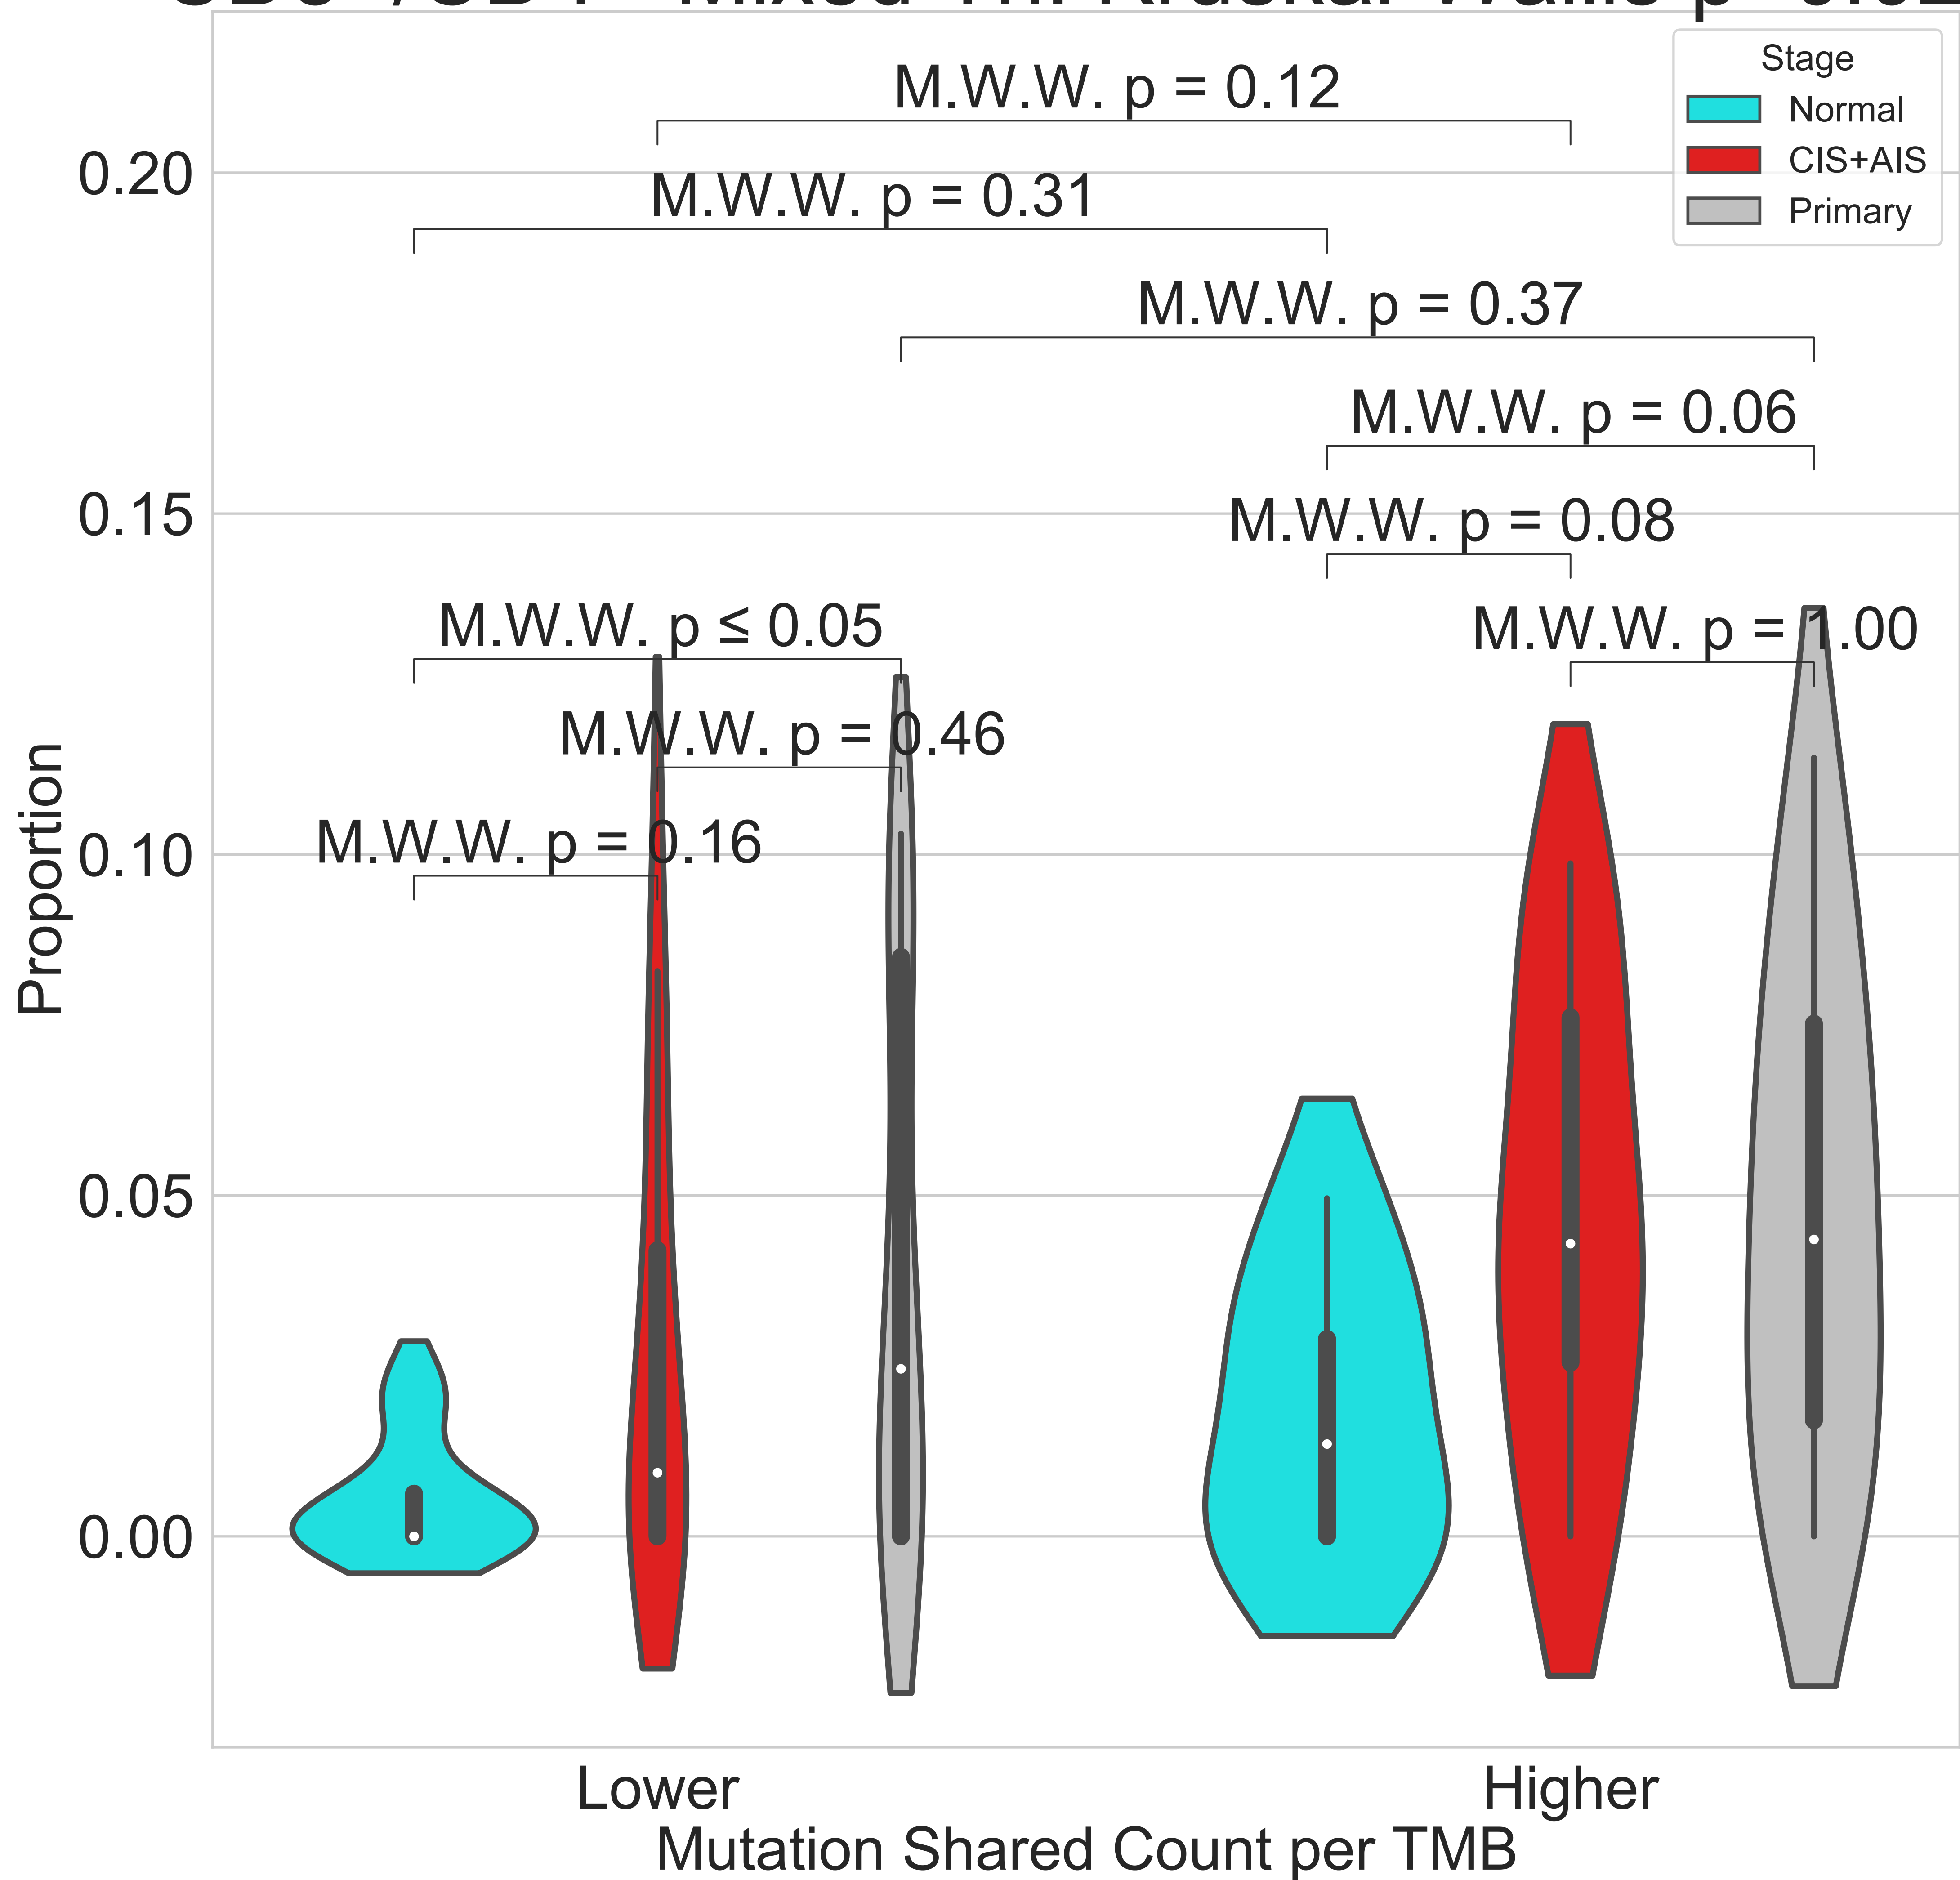 Stage
Normal
CIS+AIS
Primary
M.W.W. p = 0.12
M.W.W. p = 0.31
M.W.W. p = 0.37
M.W.W. p = 0.06
M.W.W. p = 0.08
M.W.W. p ≤ 0.05
M.W.W. p = 1.00
M.W.W. p = 0.46
M.W.W. p = 0.16
0.20
0.15
0.10
0.05
0.00
Proportion
Lower
Higher
Mutation Shared Count per TMB